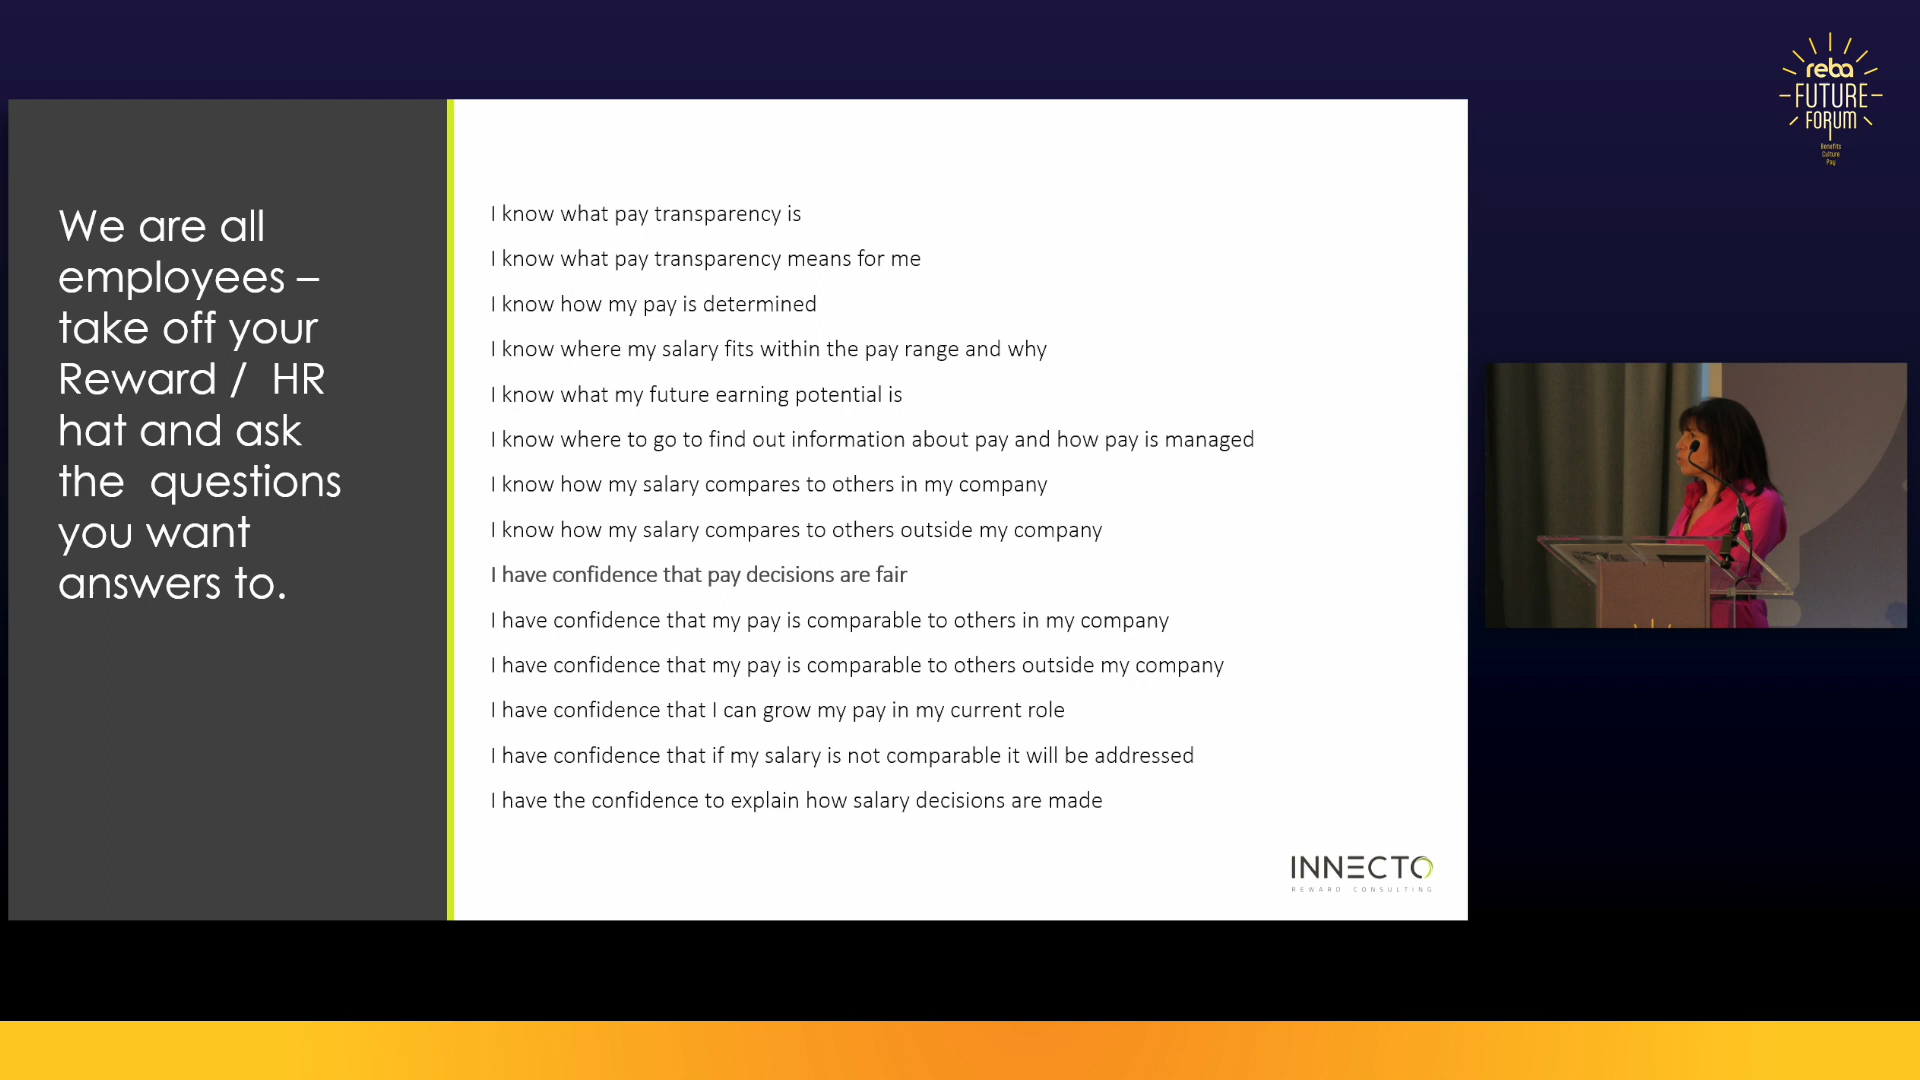 reba
FUTURE
FORUM
Benefits
Culture
Pay
We are all
employees –
take off your
Reward / HR
hat and ask
the questions
you want
answers to.
I know what pay transparency is
I know what pay transparency means for me
I know how my pay is determined
I know where my salary fits within the pay range and why
I know what my future earning potential is
I know where to go to find out information about pay and how pay is managed
I know how my salary compares to others in my company
I know how my salary compares to others outside my company
I have confidence that pay decisions are fair
I have confidence that my pay is comparable to others in my company
I have confidence that my pay is comparable to others outside my company
I have confidence that I can grow my pay in my current role
I have confidence that if my salary is not comparable it will be addressed
I have the confidence to explain how salary decisions are made
INNECTO
REWARD CONSULTING